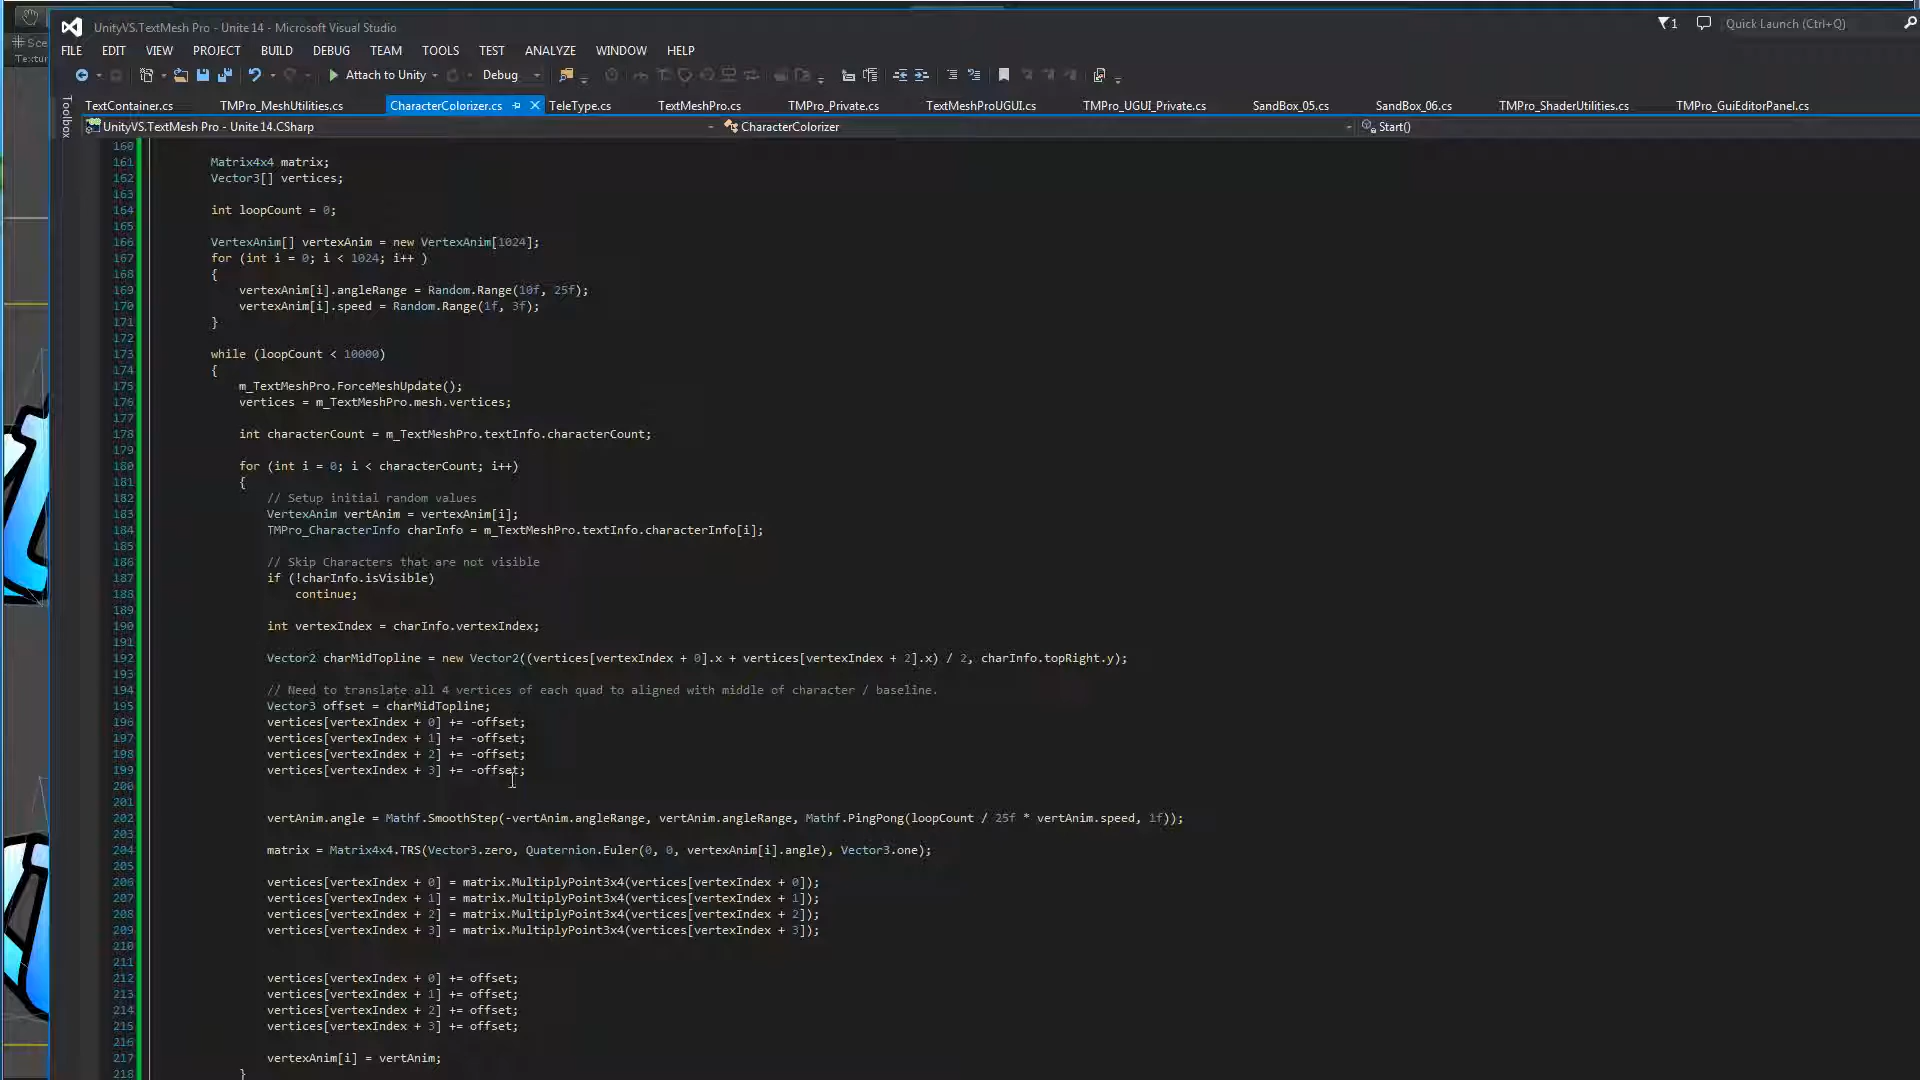 UnityVS.TextMesh Pro - Unite 14 - Microsoft Visual Studio
1
Quick Launch (Ctrl+Q)
FILE EDIT VIEW PROJECT BUILD DEBUG TEAM TOOLS TEST ANALYZE WINDOW HELP
Attach to Unity Debug
TextContainer.cs TMPro_MeshUtilities.cs CharacterColorizer.cs TeleType.cs TextMeshPro.cs TMPro_Private.cs TextMeshProUGUI.cs TMPro_UGUI_Private.cs SandBox_05.cs SandBox_06.cs TMPro_ShaderUtilities.cs TMPro_GuiEditorPanel.cs
Toolbox
UnityVS.TextMesh Pro - Unite 14.CSharp CharacterColorizer Start()
160
161 Matrix4x4 matrix;
162 Vector3[] vertices;
163
164 int loopCount = 0;
165
166 VertexAnim[] vertexAnim = new VertexAnim[1024];
167 for (int i = 0; i < 1024; i++ )
168 {
169 vertexAnim[i].angleRange = Random.Range(10f, 25f);
170 vertexAnim[i].speed = Random.Range(1f, 3f);
171 }
172
173 while (loopCount < 10000)
174 {
175 m_TextMeshPro.ForceMeshUpdate();
176 vertices = m_TextMeshPro.mesh.vertices;
177
178 int characterCount = m_TextMeshPro.textInfo.characterCount;
179
180 for (int i = 0; i < characterCount; i++)
181 {
182 // Setup initial random values
183 VertexAnim vertAnim = vertexAnim[i];
184 TMPro_CharacterInfo charInfo = m_TextMeshPro.textInfo.characterInfo[i];
185
186 // Skip Characters that are not visible
187 if (!charInfo.isVisible)
188 continue;
189
190 int vertexIndex = charInfo.vertexIndex;
191
192 Vector2 charMidTopline = new Vector2((vertices[vertexIndex + 0].x + vertices[vertexIndex + 2].x) / 2, charInfo.topRight.y);
193
194 // Need to translate all 4 vertices of each quad to aligned with middle of character / baseline.
195 Vector3 offset = charMidTopline;
196 vertices[vertexIndex + 0] += -offset;
197 vertices[vertexIndex + 1] += -offset;
198 vertices[vertexIndex + 2] += -offset;
199 vertices[vertexIndex + 3] += -offset;
200
201
202 vertAnim.angle = Mathf.SmoothStep(-vertAnim.angleRange, vertAnim.angleRange, Mathf.PingPong(loopCount / 25f * vertAnim.speed, 1f));
203
204 matrix = Matrix4x4.TRS(Vector3.zero, Quaternion.Euler(0, 0, vertexAnim[i].angle), Vector3.one);
205
206 vertices[vertexIndex + 0] = matrix.MultiplyPoint3x4(vertices[vertexIndex + 0]);
207 vertices[vertexIndex + 1] = matrix.MultiplyPoint3x4(vertices[vertexIndex + 1]);
208 vertices[vertexIndex + 2] = matrix.MultiplyPoint3x4(vertices[vertexIndex + 2]);
209 vertices[vertexIndex + 3] = matrix.MultiplyPoint3x4(vertices[vertexIndex + 3]);
210
211
212 vertices[vertexIndex + 0] += offset;
213 vertices[vertexIndex + 1] += offset;
214 vertices[vertexIndex + 2] += offset;
215 vertices[vertexIndex + 3] += offset;
216
217 vertexAnim[i] = vertAnim;
218 }